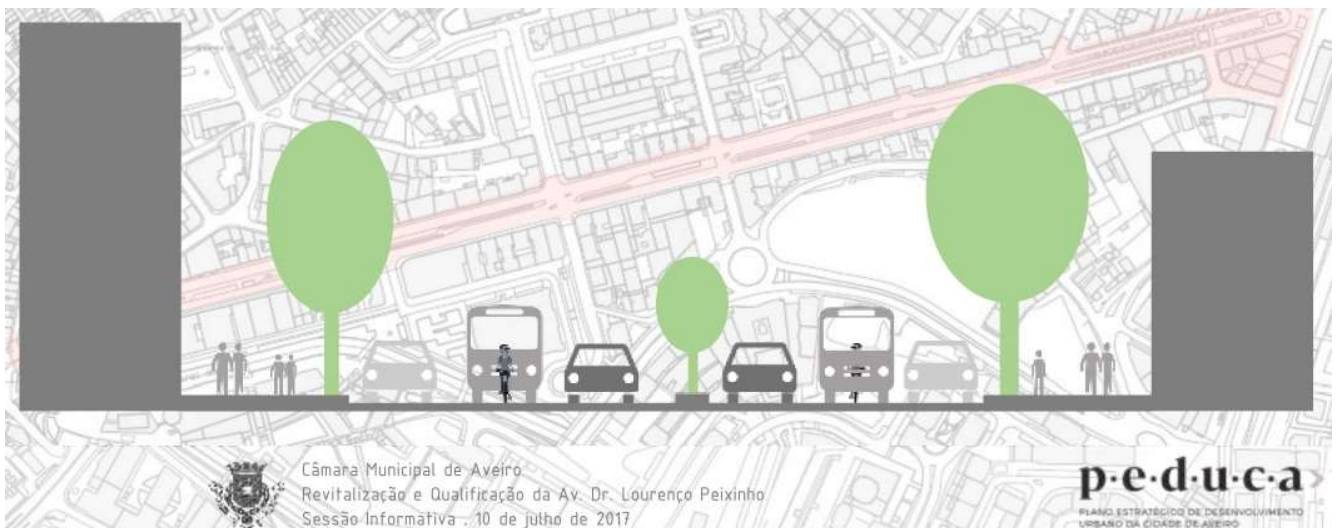 Câmara Municipal de Aveiro
Revitalização e Qualificação da Av. Dr. Lourenço Peixinho
Sessão Informativa . 10 de julho de 2017
p·e·d·u·c·a>
PLANO ESTRATÉGICO DE DESENVOLVIMENTO
URBANO DA CIDADE DE AVEIRO